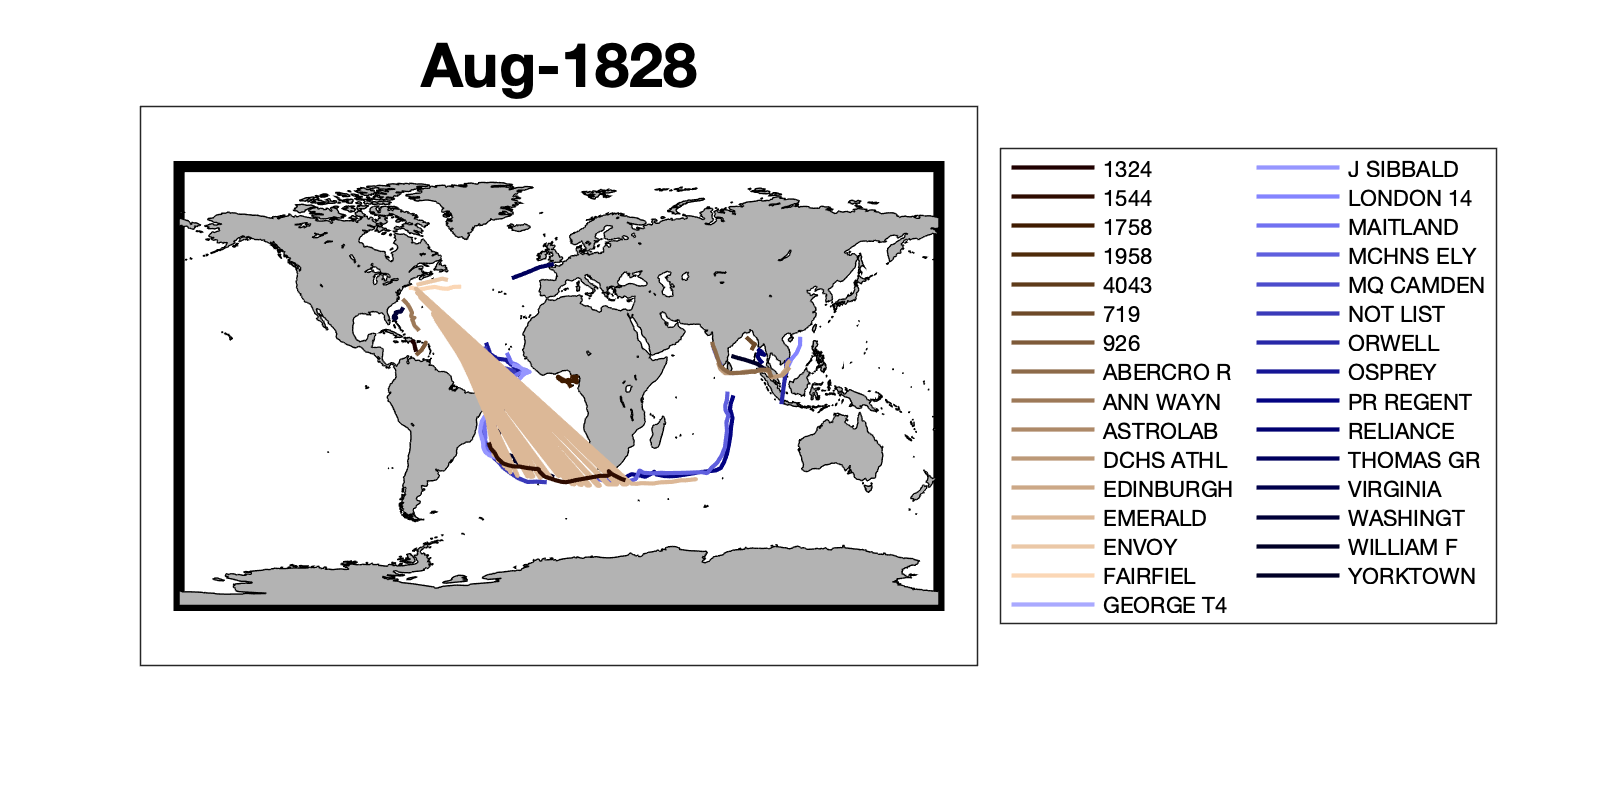 Aug-1828
1324
1544
1758
1958
4043
719
926
ABERCRO R
ANN WAYN
ASTROLAB
DCHS ATHL
EDINBURGH
EMERALD
ENVOY
FAIRFIEL
GEORGE T4
J SIBBALD
LONDON 14
MAITLAND
MCHNS ELY
MQ CAMDEN
NOT LIST
ORWELL
OSPREY
PR REGENT
RELIANCE
THOMAS GR
VIRGINIA
WASHINGT
WILLIAM F
YORKTOWN